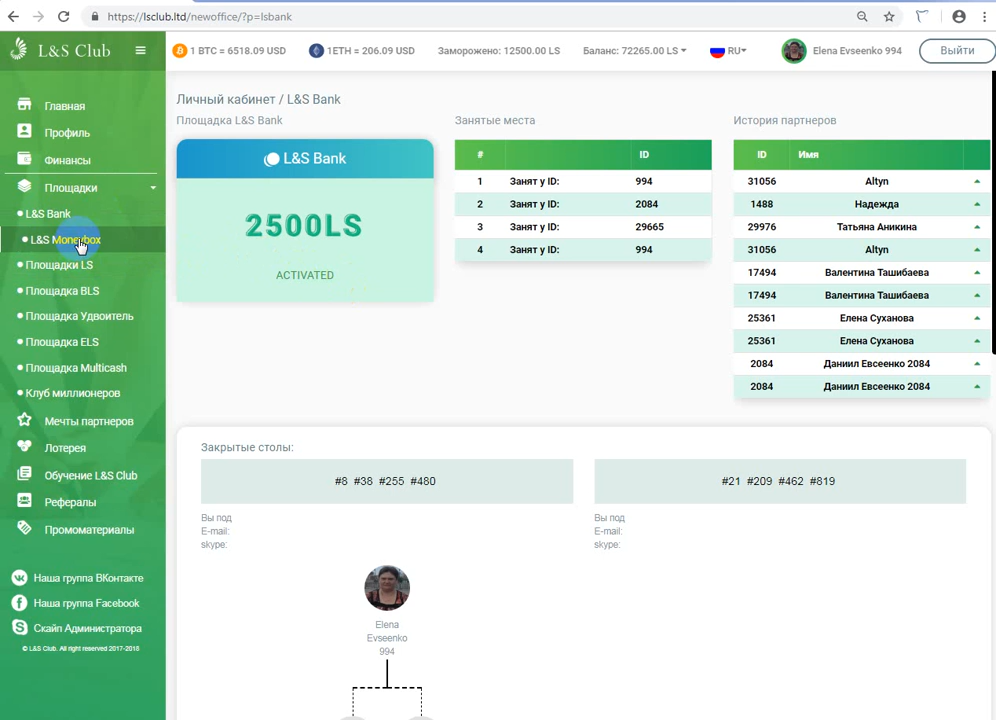 https://lsclub.ltd/newoffice/?p=lsbank
L&S Club
1 BTC = 6518.09 USD
1ETH = 206.09 USD
Заморожено: 12500.00 LS
Баланс: 72265.00 LS
RU
Elena Evseenko 994
Выйти
Главная
Профиль
Финансы
Площадки
L&S Bank
L&S Moneybox
Площадки LS
Площадка BLS
Площадка Удвоитель
Площадка ELS
Площадка Multicash
Клуб миллионеров
Мечты партнеров
Лотерея
Обучение L&S Club
Рефералы
Промоматериалы
Наша группа ВКонтакте
Наша группа Facebook
Скайп Администратора
© L&S Club. All right reserved 2017-2018
Личный кабинет / L&S Bank
Площадка L&S Bank
L&S Bank
2500LS
ACTIVATED
Занятые места
# ID
1 Занят у ID: 994
2 Занят у ID: 2084
3 Занят у ID: 29665
4 Занят у ID: 994
История партнеров
ID Имя
31056 Altyn
1488 Надежда
29976 Татьяна Аникина
31056 Altyn
17494 Валентина Ташибаева
17494 Валентина Ташибаева
25361 Елена Суханова
25361 Елена Суханова
2084 Даниил Евсеенко 2084
2084 Даниил Евсеенко 2084
Закрытые столы:
#8 #38 #255 #480
Вы под
E-mail:
skype:
Elena
Evseenko
994
#21 #209 #462 #819
Вы под
E-mail:
skype: